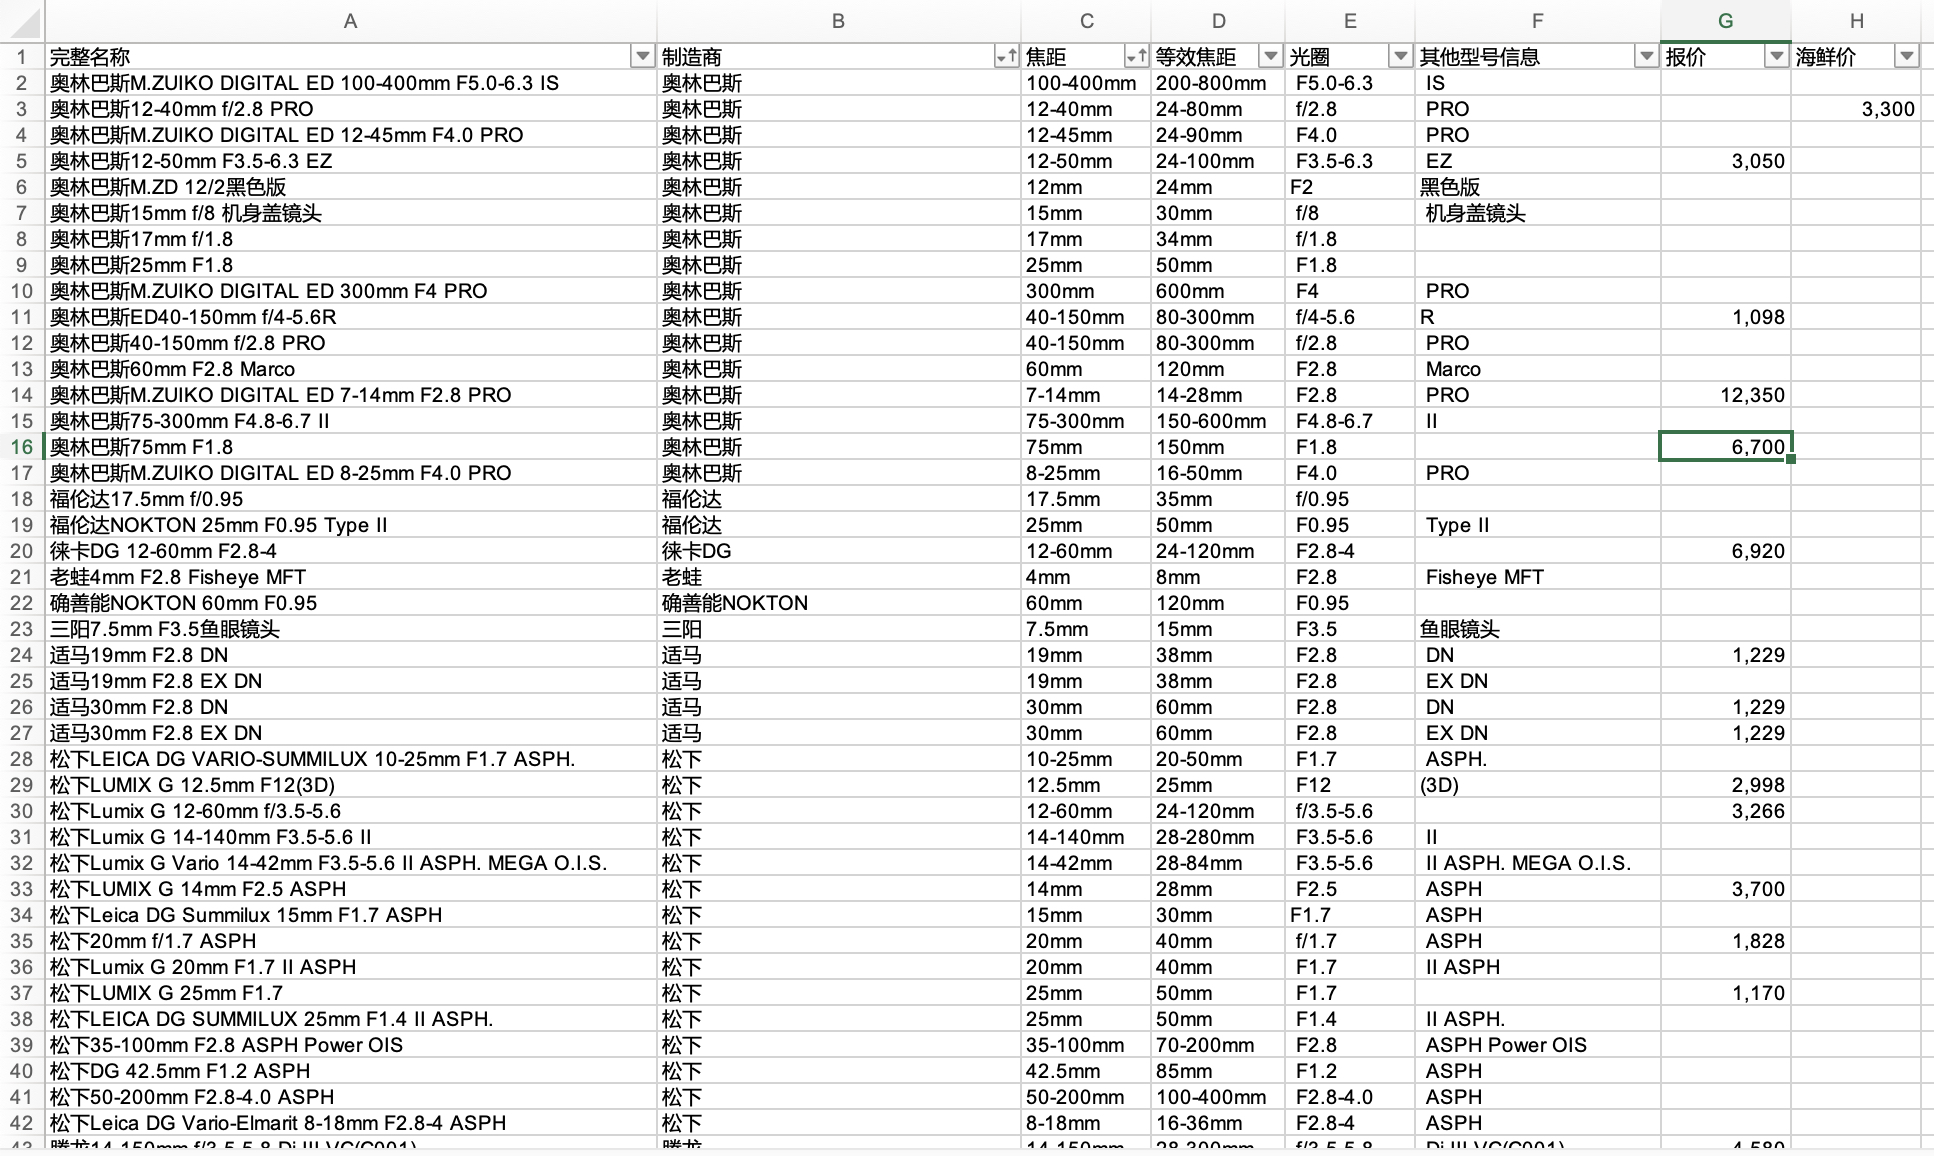 A B C D E F G H
1 完整名称 制造商 焦距 等效焦距 光圈 其他型号信息 报价 海鲜价
2 奥林巴斯M.ZUIKO DIGITAL ED 100-400mm F5.0-6.3 IS 奥林巴斯 100-400mm 200-800mm F5.0-6.3 IS
3 奥林巴斯12-40mm f/2.8 PRO 奥林巴斯 12-40mm 24-80mm f/2.8 PRO 3,300
4 奥林巴斯M.ZUIKO DIGITAL ED 12-45mm F4.0 PRO 奥林巴斯 12-45mm 24-90mm F4.0 PRO
5 奥林巴斯12-50mm F3.5-6.3 EZ 奥林巴斯 12-50mm 24-100mm F3.5-6.3 EZ 3,050
6 奥林巴斯M.ZD 12/2黑色版 奥林巴斯 12mm 24mm F2 黑色版
7 奥林巴斯15mm f/8 机身盖镜头 奥林巴斯 15mm 30mm f/8 机身盖镜头
8 奥林巴斯17mm f/1.8 奥林巴斯 17mm 34mm f/1.8
9 奥林巴斯25mm F1.8 奥林巴斯 25mm 50mm F1.8
10 奥林巴斯M.ZUIKO DIGITAL ED 300mm F4 PRO 奥林巴斯 300mm 600mm F4 PRO
11 奥林巴斯ED40-150mm f/4-5.6R 奥林巴斯 40-150mm 80-300mm f/4-5.6 R 1,098
12 奥林巴斯40-150mm f/2.8 PRO 奥林巴斯 40-150mm 80-300mm f/2.8 PRO
13 奥林巴斯60mm F2.8 Marco 奥林巴斯 60mm 120mm F2.8 Marco
14 奥林巴斯M.ZUIKO DIGITAL ED 7-14mm F2.8 PRO 奥林巴斯 7-14mm 14-28mm F2.8 PRO 12,350
15 奥林巴斯75-300mm F4.8-6.7 II 奥林巴斯 75-300mm 150-600mm F4.8-6.7 II
16 奥林巴斯75mm F1.8 奥林巴斯 75mm 150mm F1.8 6,700
17 奥林巴斯M.ZUIKO DIGITAL ED 8-25mm F4.0 PRO 奥林巴斯 8-25mm 16-50mm F4.0 PRO
18 福伦达17.5mm f/0.95 福伦达 17.5mm 35mm f/0.95
19 福伦达NOKTON 25mm F0.95 Type II 福伦达 25mm 50mm F0.95 Type II
20 徕卡DG 12-60mm F2.8-4 徕卡DG 12-60mm 24-120mm F2.8-4 6,920
21 老蛙4mm F2.8 Fisheye MFT 老蛙 4mm 8mm F2.8 Fisheye MFT
22 确善能NOKTON 60mm F0.95 确善能NOKTON 60mm 120mm F0.95
23 三阳7.5mm F3.5鱼眼镜头 三阳 7.5mm 15mm F3.5 鱼眼镜头
24 适马19mm F2.8 DN 适马 19mm 38mm F2.8 DN 1,229
25 适马19mm F2.8 EX DN 适马 19mm 38mm F2.8 EX DN
26 适马30mm F2.8 DN 适马 30mm 60mm F2.8 DN 1,229
27 适马30mm F2.8 EX DN 适马 30mm 60mm F2.8 EX DN 1,229
28 松下LEICA DG VARIO-SUMMILUX 10-25mm F1.7 ASPH. 松下 10-25mm 20-50mm F1.7 ASPH.
29 松下LUMIX G 12.5mm F12(3D) 松下 12.5mm 25mm F12 (3D) 2,998
30 松下Lumix G 12-60mm f/3.5-5.6 松下 12-60mm 24-120mm f/3.5-5.6 3,266
31 松下Lumix G 14-140mm F3.5-5.6 II 松下 14-140mm 28-280mm F3.5-5.6 II
32 松下Lumix G Vario 14-42mm F3.5-5.6 II ASPH. MEGA O.I.S. 松下 14-42mm 28-84mm F3.5-5.6 II ASPH. MEGA O.I.S.
33 松下LUMIX G 14mm F2.5 ASPH 松下 14mm 28mm F2.5 ASPH 3,700
34 松下Leica DG Summilux 15mm F1.7 ASPH 松下 15mm 30mm F1.7 ASPH
35 松下20mm f/1.7 ASPH 松下 20mm 40mm f/1.7 ASPH 1,828
36 松下Lumix G 20mm F1.7 II ASPH 松下 20mm 40mm F1.7 II ASPH
37 松下LUMIX G 25mm F1.7 松下 25mm 50mm F1.7 1,170
38 松下LEICA DG SUMMILUX 25mm F1.4 II ASPH. 松下 25mm 50mm F1.4 II ASPH.
39 松下35-100mm F2.8 ASPH Power OIS 松下 35-100mm 70-200mm F2.8 ASPH Power OIS
40 松下DG 42.5mm F1.2 ASPH 松下 42.5mm 85mm F1.2 ASPH
41 松下50-200mm F2.8-4.0 ASPH 松下 50-200mm 100-400mm F2.8-4.0 ASPH
42 松下Leica DG Vario-Elmarit 8-18mm F2.8-4 ASPH 松下 8-18mm 16-36mm F2.8-4 ASPH